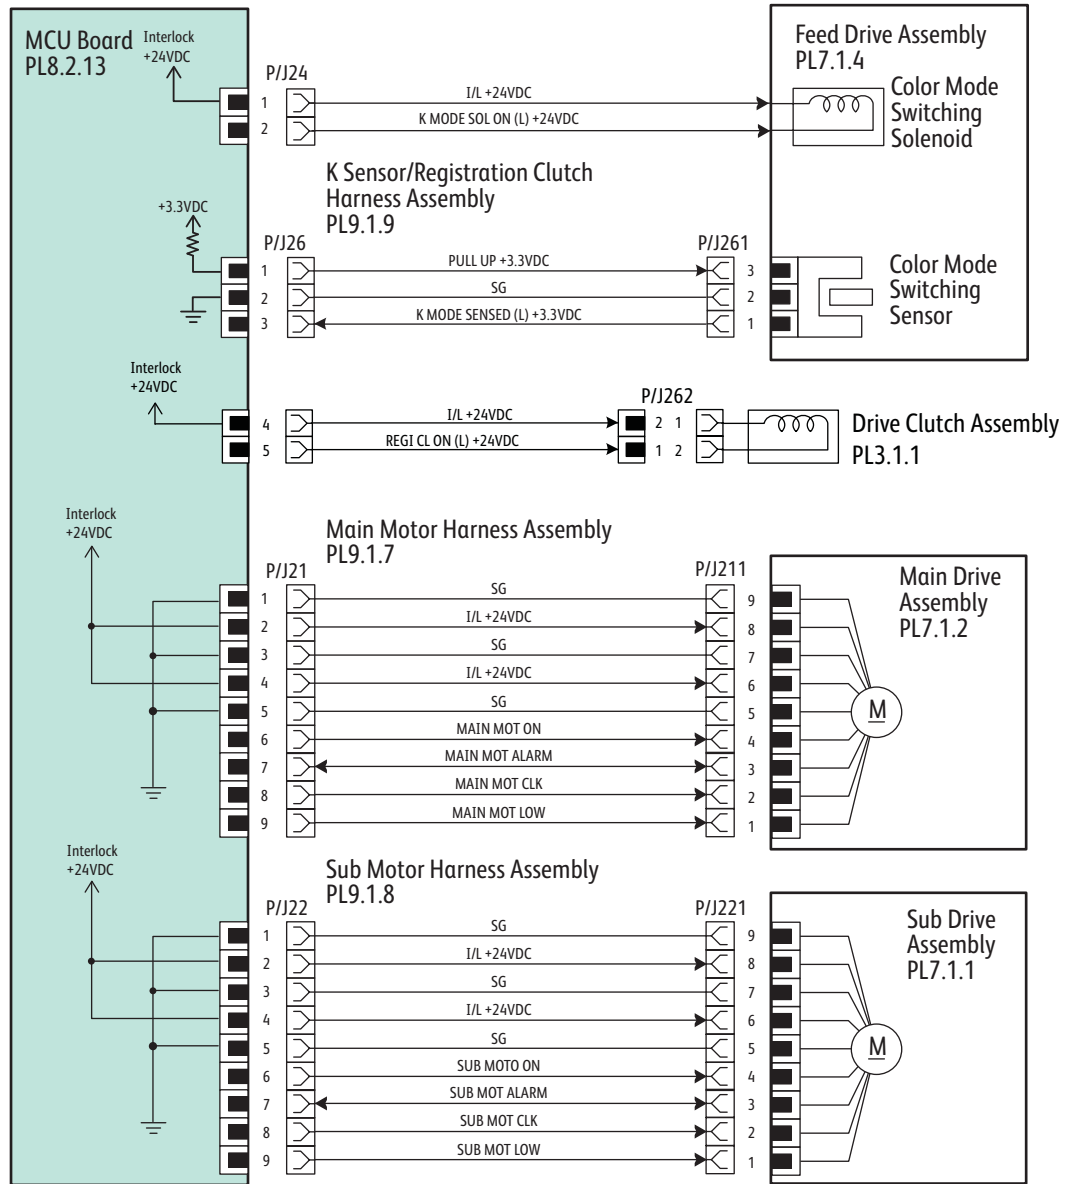 MCU Board
PL8.2.13
Interlock
+24VDC
P/J24
1
2
I/L +24VDC
K MODE SOL ON (L) +24VDC
Feed Drive Assembly
PL7.1.4
Color Mode
Switching
Solenoid
K Sensor/Registration Clutch
Harness Assembly
PL9.1.9
+3.3VDC
P/J26
1
2
3
PULL UP +3.3VDC
SG
K MODE SENSED (L) +3.3VDC
P/J261
3
2
1
Color Mode
Switching
Sensor
Interlock
+24VDC
4
5
I/L +24VDC
REGI CL ON (L) +24VDC
P/J262
2 1
1 2
Drive Clutch Assembly
PL3.1.1
Interlock
+24VDC
Main Motor Harness Assembly
PL9.1.7
P/J21
1
2
3
4
5
6
7
8
9
SG
I/L +24VDC
SG
I/L +24VDC
SG
MAIN MOT ON
MAIN MOT ALARM
MAIN MOT CLK
MAIN MOT LOW
P/J211
9
8
7
6
5
4
3
2
1
Main Drive
Assembly
PL7.1.2
M
Interlock
+24VDC
Sub Motor Harness Assembly
PL9.1.8
P/J22
1
2
3
4
5
6
7
8
9
SG
I/L +24VDC
SG
I/L +24VDC
SG
SUB MOTO ON
SUB MOT ALARM
SUB MOT CLK
SUB MOT LOW
P/J221
9
8
7
6
5
4
3
2
1
Sub Drive
Assembly
PL7.1.1
M